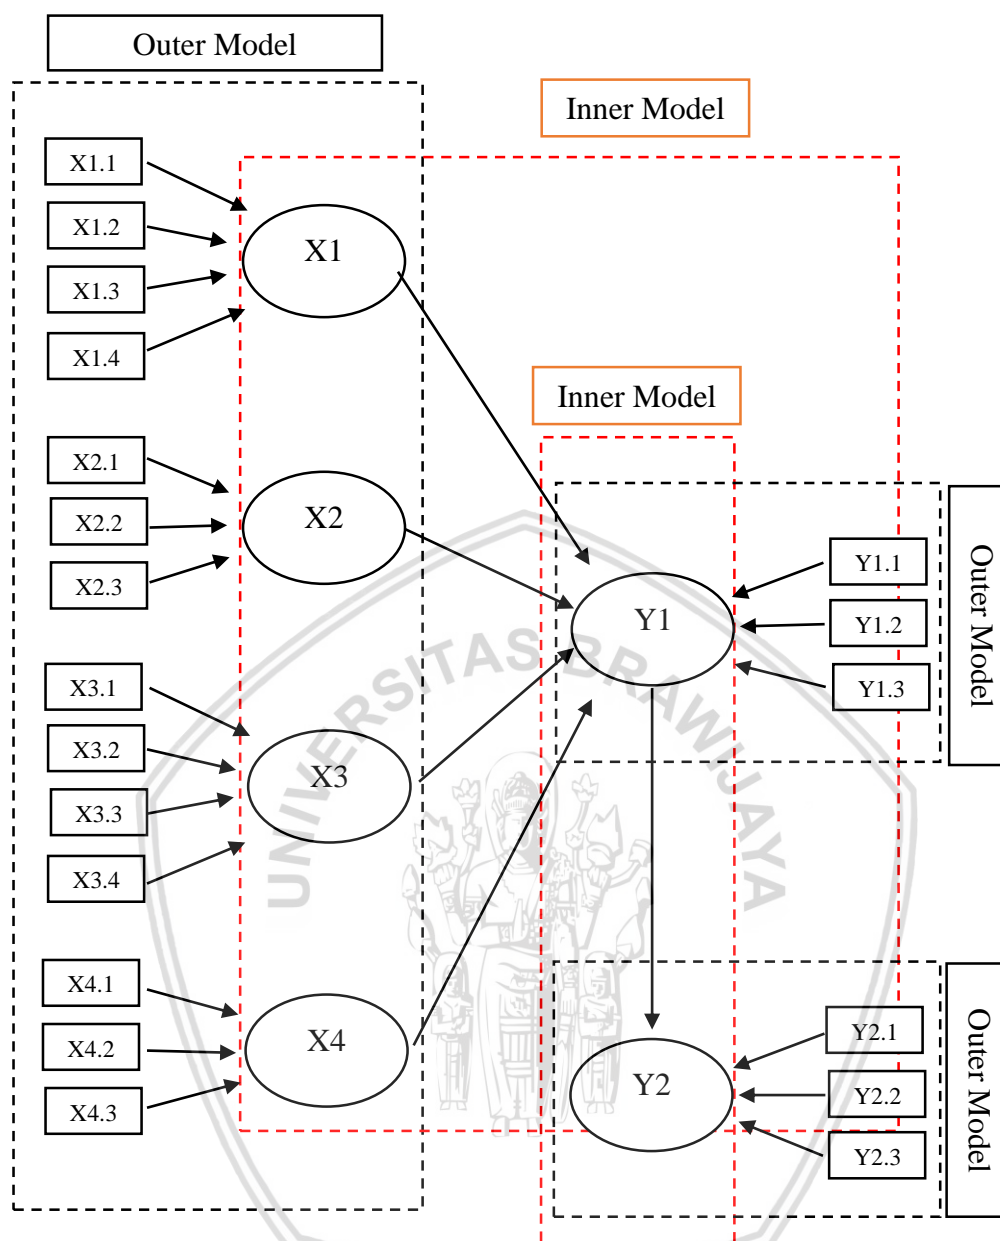 Outer Model
Inner Model
X1.1
X1.2
X1.3
X1.4
X1
Inner Model
X2.1
X2.2
X2.3
X2
Y1.1
Y1.2
Y1.3
Y1
Outer Model
X3.1
X3.2
X3.3
X3.4
X3
UNIVERSITAS BRAWIJAYA
X4.1
X4.2
X4.3
X4
Y2.1
Y2.2
Y2.3
Y2
Outer Model